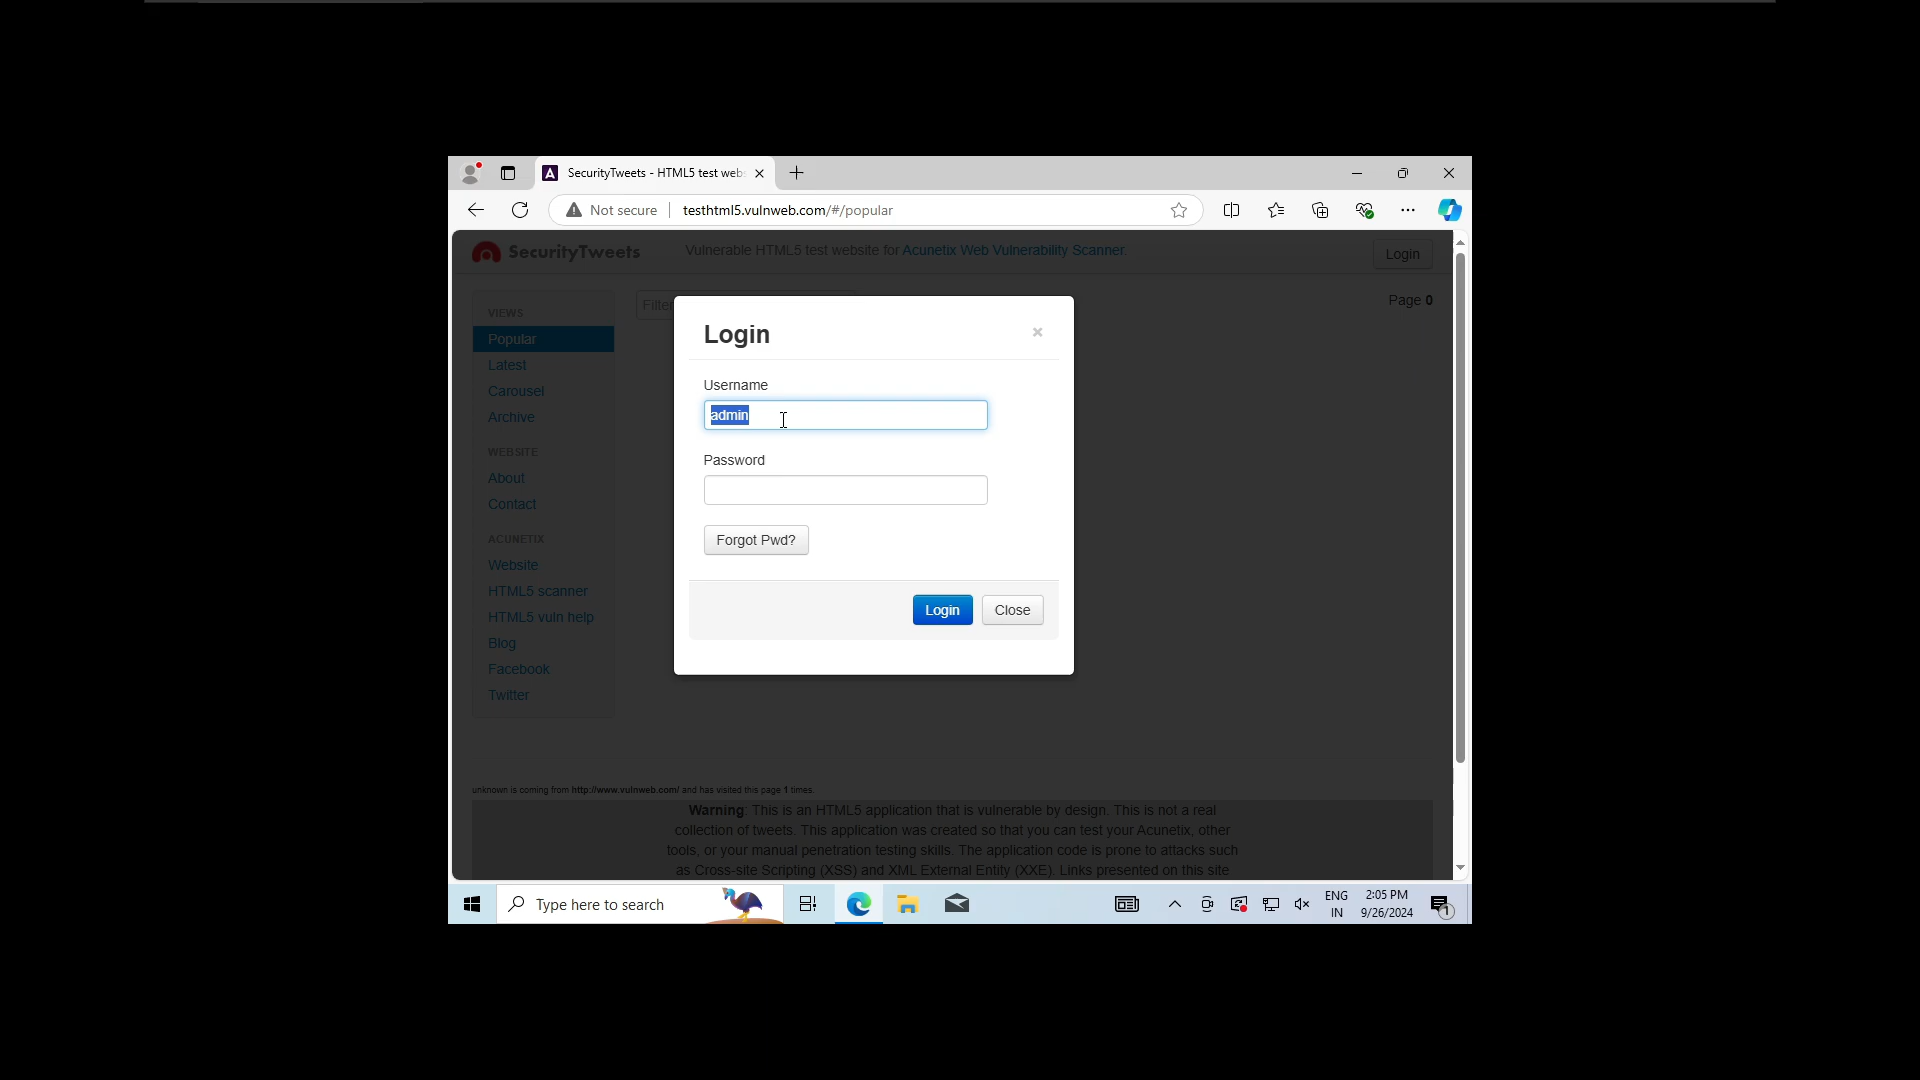 SecurityTweets - HTML5 test web
Not secure
testhtml5.vulnweb.com/#/popular
SecurityTweets
Vulnerable HTML5 test website for Acunetix Web Vulnerability Scanner.
Login
VIEWS
Popular
Latest
Carousel
Archive
WEBSITE
About
Contact
ACUNETIX
Website
HTML5 scanner
HTML5 vuln help
Blog
Facebook
Twitter
Filter
Page 0
Login
×
Username
admin
Password
Forgot Pwd?
Login
Close
unknown is coming from http://www.vulnweb.com/ and has visited this page 1 times.
Warning: This is an HTML5 application that is vulnerable by design. This is not a real
collection of tweets. This application was created so that you can test your Acunetix, other
tools, or your manual penetration testing skills. The application code is prone to attacks such
as Cross-site Scripting (XSS) and XML External Entity (XXE). Links presented on this site
Type here to search
ENG
IN
2:05 PM
9/26/2024
1